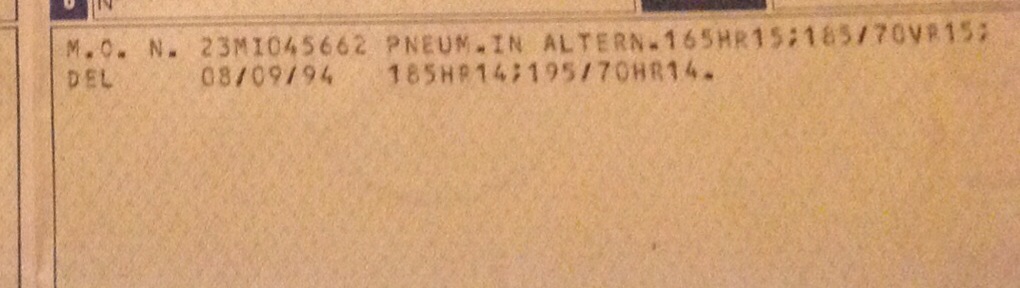 N
M.C. N. 23MI045662 PNEUM.IN ALTERN.165HR15;185/70VR15;
DEL 08/09/94 185HR14;195/70HR14.